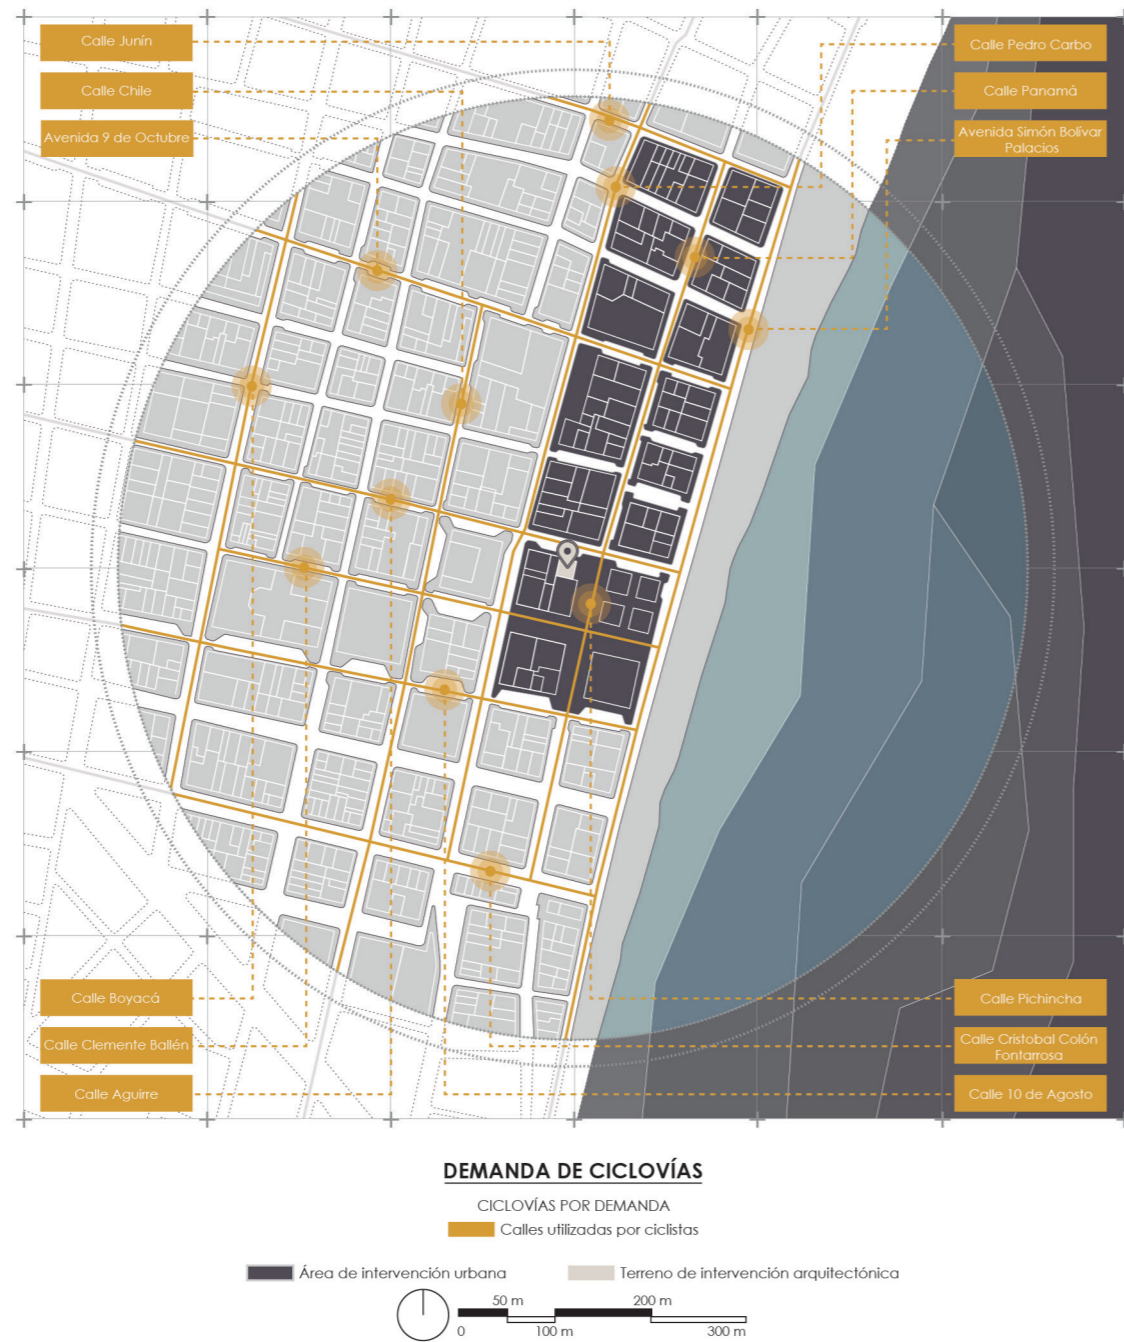 Calle Junín
Calle Chile
Avenida 9 de Octubre
Calle Pedro Carbo
Calle Panamá
Avenida Simón Bolívar
Palacios
Calle Boyacá
Calle Clemente Ballén
Calle Aguirre
Calle Pichincha
Calle Cristobal Colón
Fontarrosa
Calle 10 de Agosto
DEMANDA DE CICLOVÍAS
CICLOVÍAS POR DEMANDA
Calles utilizadas por ciclistas
Área de intervención urbana
Terreno de intervención arquitectónica
50 m 200 m
0 100 m 300 m